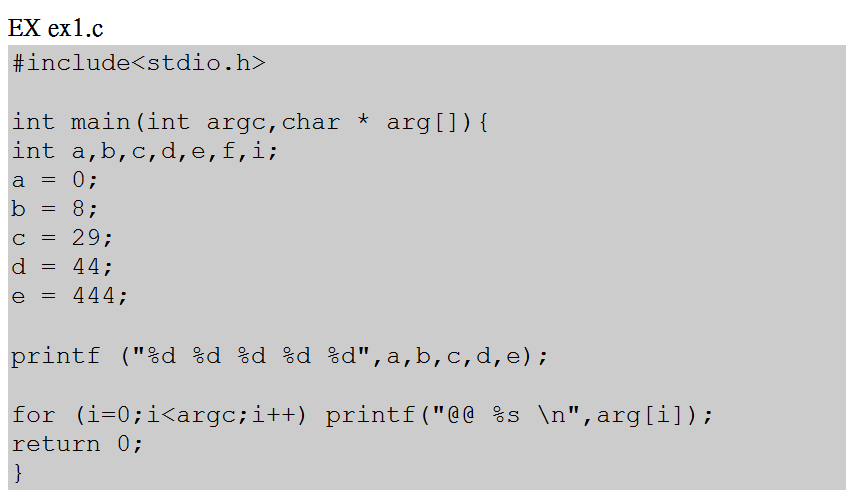 EX ex1.c
#include<stdio.h>
int main(int argc,char * arg[]){
int a,b,c,d,e,f,i;
a = 0;
b = 8;
c = 29;
d = 44;
e = 444;
printf ("%d %d %d %d %d",a,b,c,d,e);
for (i=0;i<argc;i++) printf("@@ %s \n",arg[i]);
return 0;
}